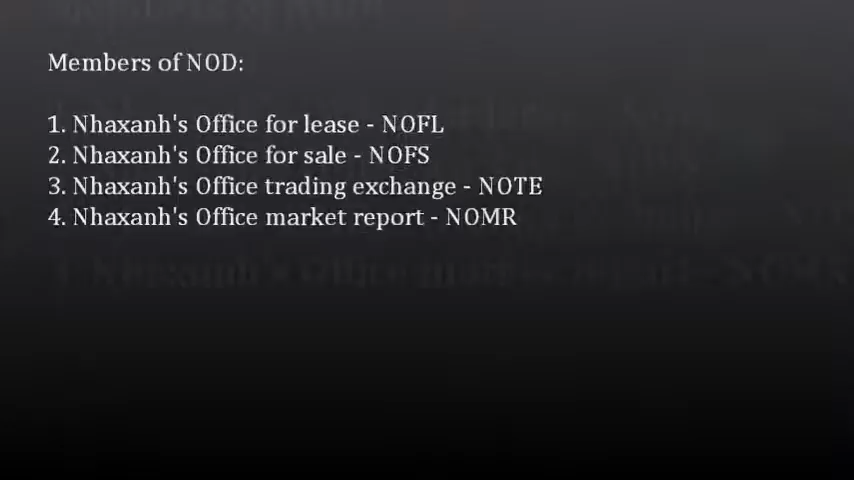 Members of NOD:
1. Nhaxanh's Office for lease - NOFL
2. Nhaxanh's Office for sale - NOFS
3. Nhaxanh's Office trading exchange - NOTE
4. Nhaxanh's Office market report - NOMR